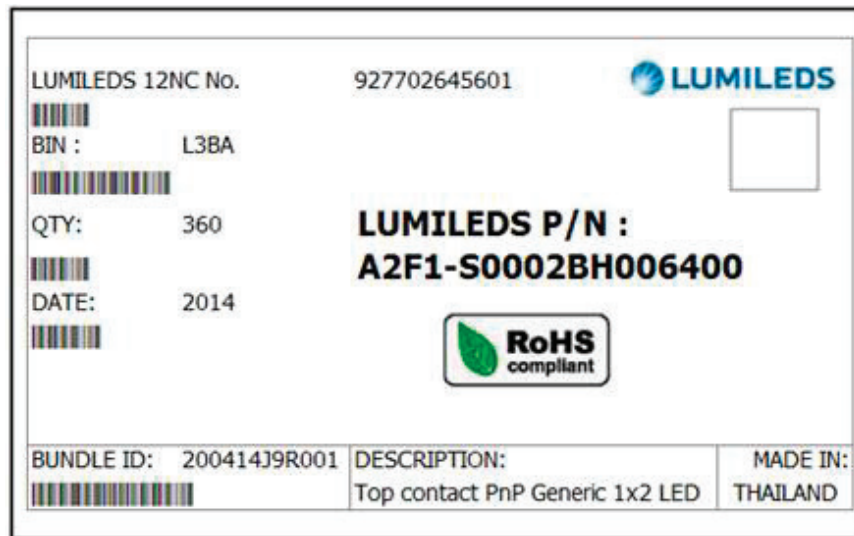 LUMILEDS 12NC No. 927702645601 LUMILEDS
BIN : L3BA
QTY: 360
LUMILEDS P/N :
A2F1-S0002BH006400
DATE: 2014
RoHS
compliant
BUNDLE ID: 200414J9R001 DESCRIPTION: MADE IN:
Top contact PnP Generic 1x2 LED THAILAND